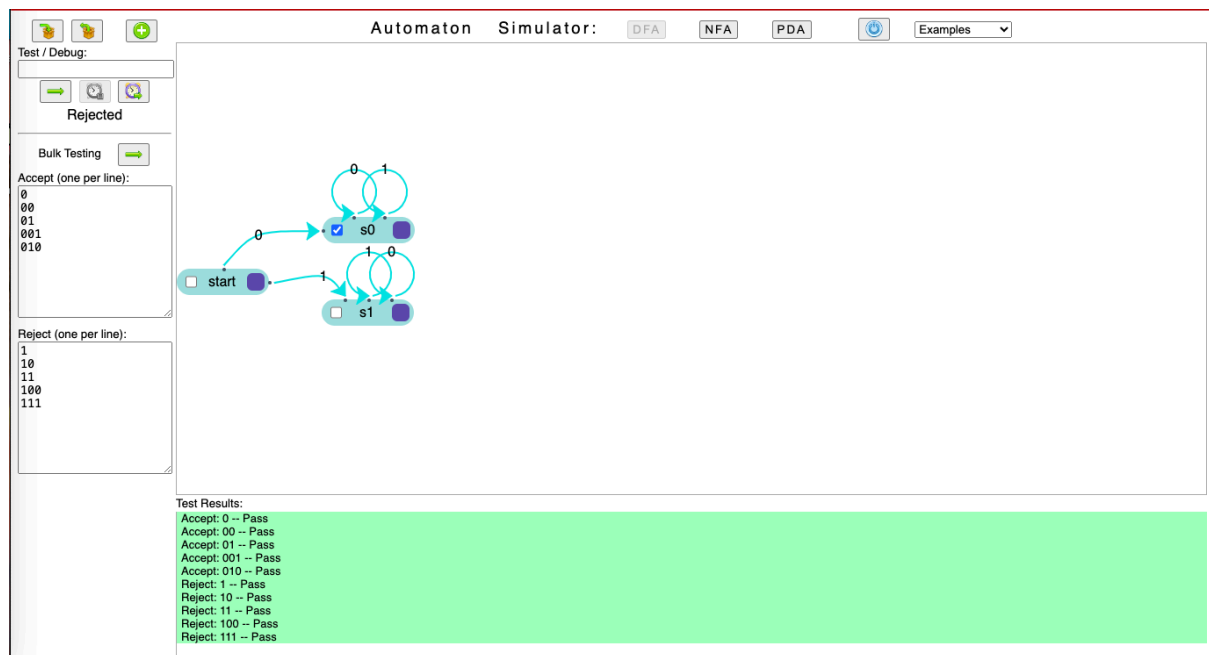 Automaton Simulator: DFA NFA PDA Examples
Test / Debug:
Rejected
Bulk Testing
Accept (one per line):
0
00
01
001
010
Reject (one per line):
1
10
11
100
111
0 1
s0
0
1 0
start
1
s1
Test Results:
Accept: 0 -- Pass
Accept: 00 -- Pass
Accept: 01 -- Pass
Accept: 001 -- Pass
Accept: 010 -- Pass
Reject: 1 -- Pass
Reject: 10 -- Pass
Reject: 11 -- Pass
Reject: 100 -- Pass
Reject: 111 -- Pass